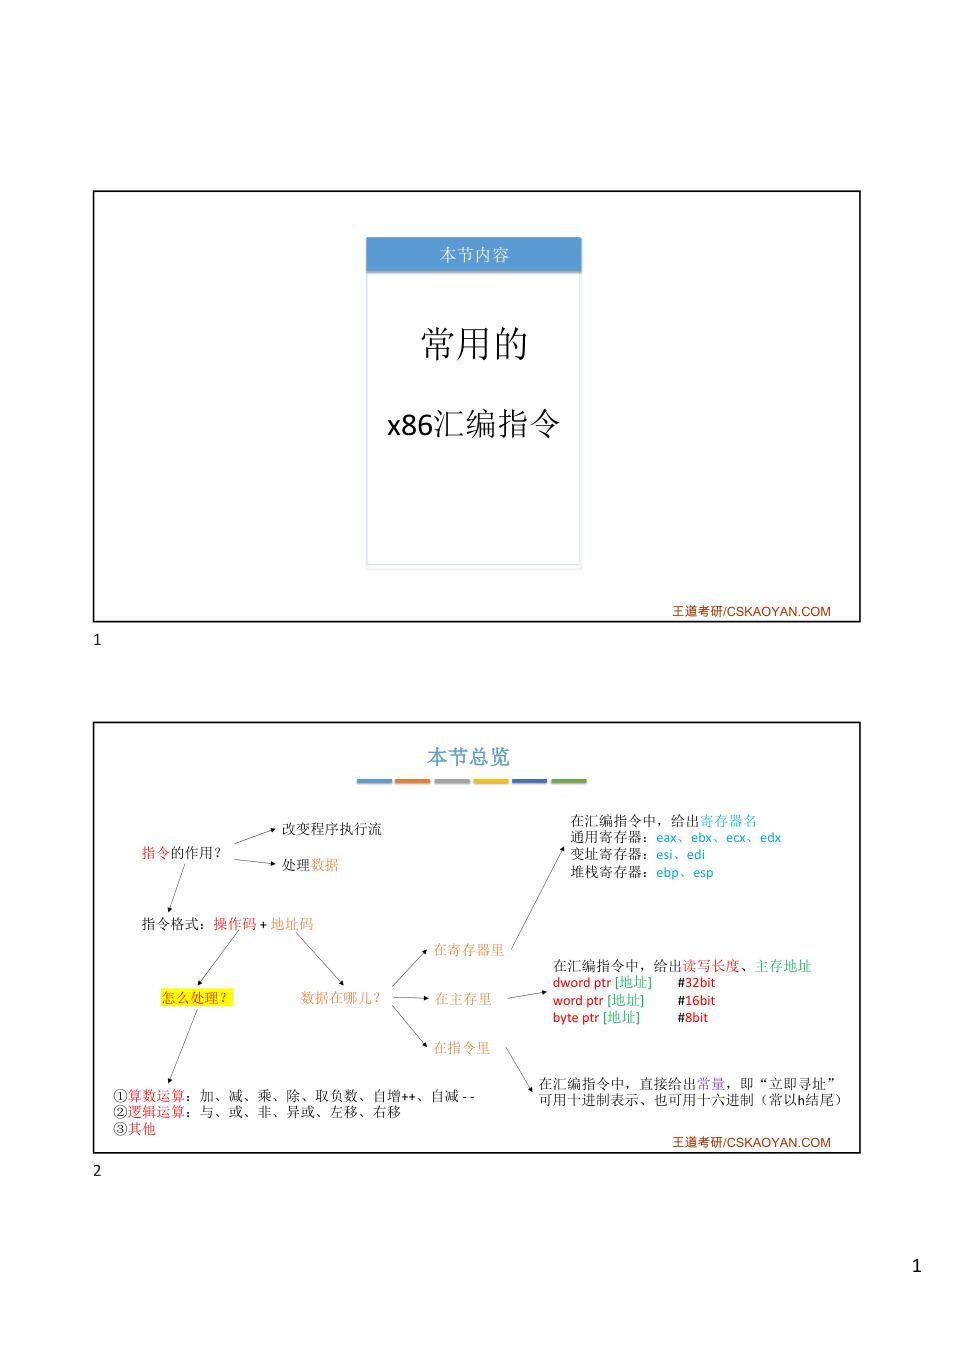 本节内容
常用的
x86汇编指令
王道考研/CSKAOYAN.COM
1
本节总览
指令的作用？
改变程序执行流
处理数据
指令格式：操作码 + 地址码
怎么处理？
数据在哪儿？
在寄存器里
在主存里
在指令里
在汇编指令中，给出寄存器名
通用寄存器：eax、ebx、ecx、edx
变址寄存器：esi、edi
堆栈寄存器：ebp、esp
在汇编指令中，给出读写长度、主存地址
dword ptr [地址] #32bit
word ptr [地址] #16bit
byte ptr [地址] #8bit
在汇编指令中，直接给出常量，即“立即寻址”
可用十进制表示、也可用十六进制（常以h结尾）
①算数运算：加、减、乘、除、取负数、自增++、自减 - -
②逻辑运算：与、或、非、异或、左移、右移
③其他
王道考研/CSKAOYAN.COM
2
1